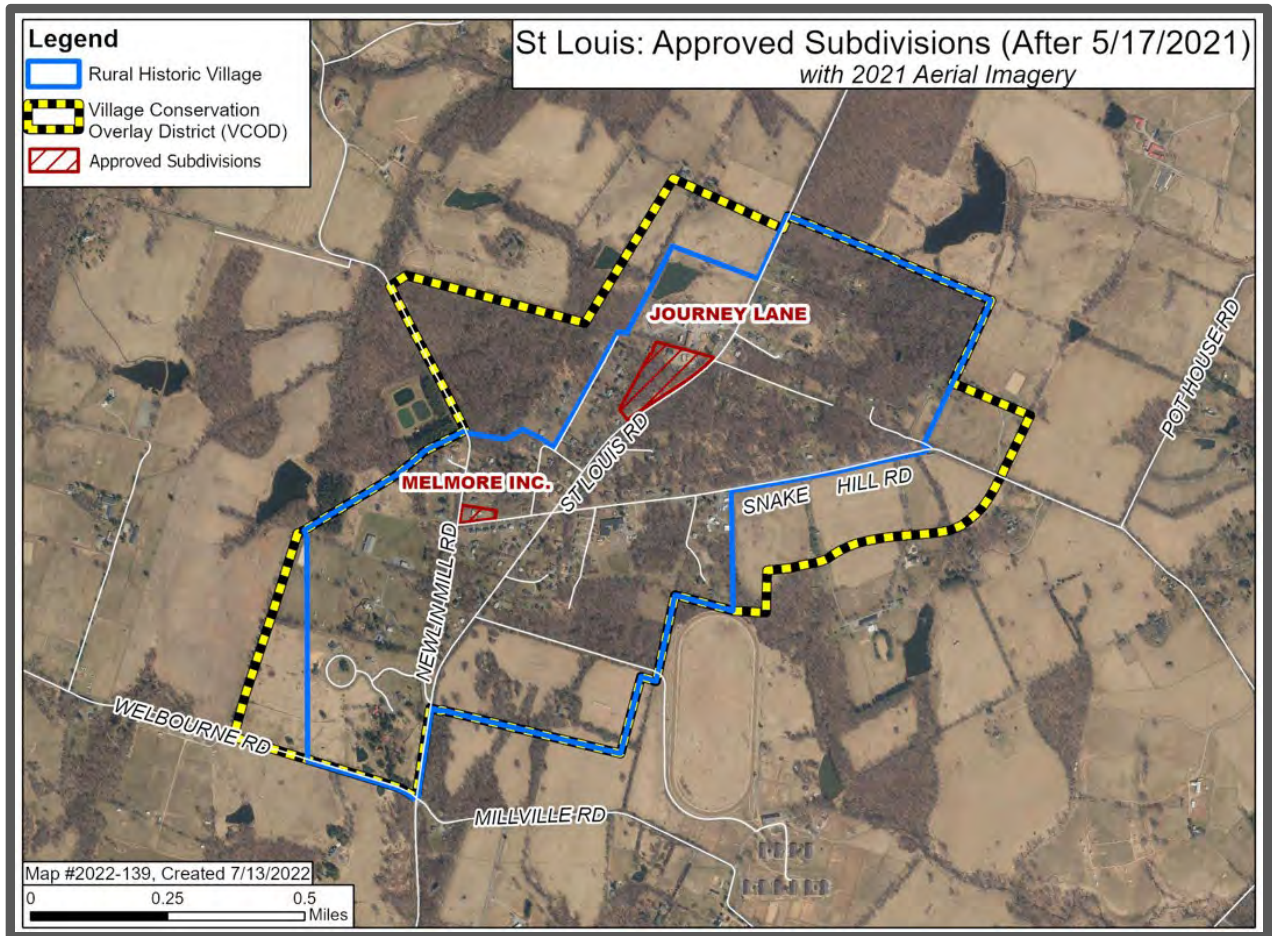 Legend
Rural Historic Village
Village Conservation
Overlay District (VCOD)
Approved Subdivisions
St Louis: Approved Subdivisions (After 5/17/2021)
with 2021 Aerial Imagery
JOURNEY LANE
POT HOUSE RD
ST LOUIS RD
MELMORE INC.
SNAKE HILL RD
NEWLIN MILL RD
WELBOURNE RD
MILLVILLE RD
Map #2022-139, Created 7/13/2022
0 0.25 0.5
Miles